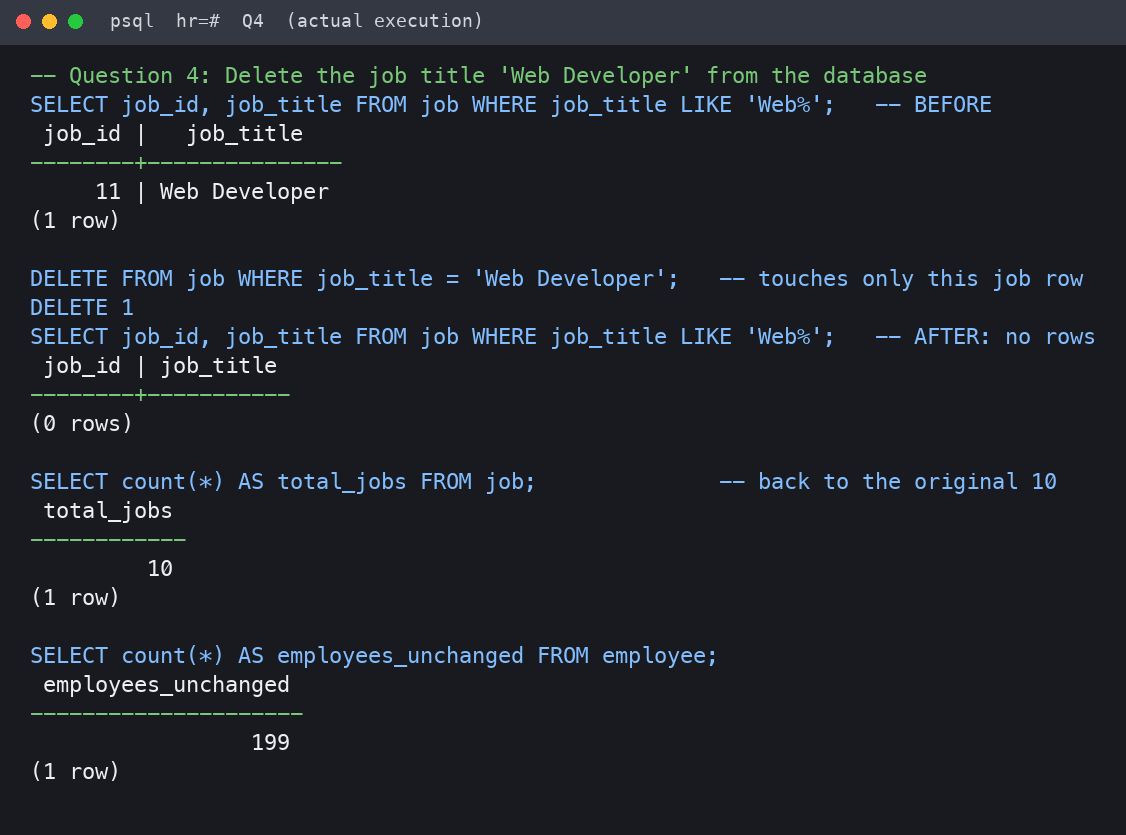 psql  hr=#  Q4  (actual execution)
-- Question 4: Delete the job title 'Web Developer' from the database
SELECT job_id, job_title FROM job WHERE job_title LIKE 'Web%';   -- BEFORE
 job_id |   job_title
--------+---------------
     11 | Web Developer
(1 row)
DELETE FROM job WHERE job_title = 'Web Developer';   -- touches only this job row
DELETE 1
SELECT job_id, job_title FROM job WHERE job_title LIKE 'Web%';   -- AFTER: no rows
 job_id | job_title
--------+-----------
(0 rows)
SELECT count(*) AS total_jobs FROM job;              -- back to the original 10
 total_jobs
------------
         10
(1 row)
SELECT count(*) AS employees_unchanged FROM employee;
 employees_unchanged
---------------------
                 199
(1 row)